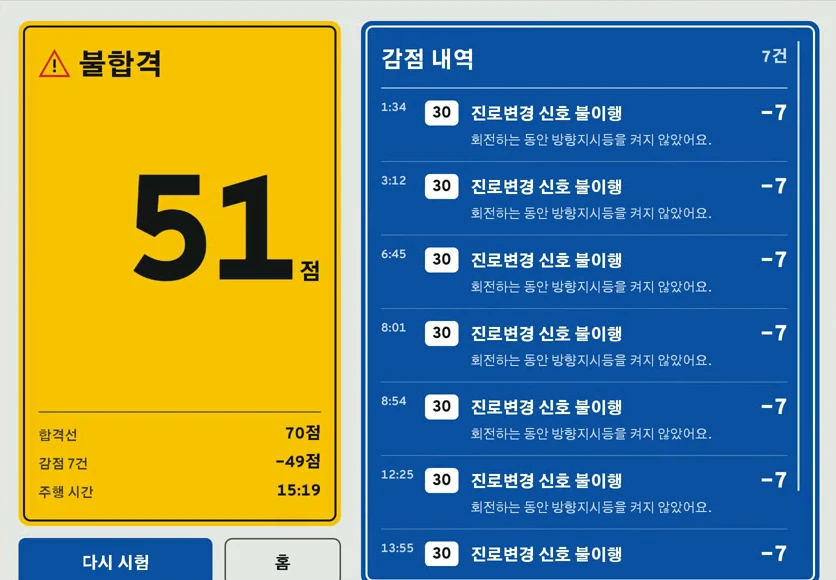 불합격
51점
합격선 70점
감점 7건 -49점
주행 시간 15:19
다시 시험
홈
감점 내역 7건
1:34 30 진로변경 신호 불이행 -7
회전하는 동안 방향지시등을 켜지 않았어요.
3:12 30 진로변경 신호 불이행 -7
회전하는 동안 방향지시등을 켜지 않았어요.
6:45 30 진로변경 신호 불이행 -7
회전하는 동안 방향지시등을 켜지 않았어요.
8:01 30 진로변경 신호 불이행 -7
회전하는 동안 방향지시등을 켜지 않았어요.
8:54 30 진로변경 신호 불이행 -7
회전하는 동안 방향지시등을 켜지 않았어요.
12:25 30 진로변경 신호 불이행 -7
회전하는 동안 방향지시등을 켜지 않았어요.
13:55 30 진로변경 신호 불이행 -7